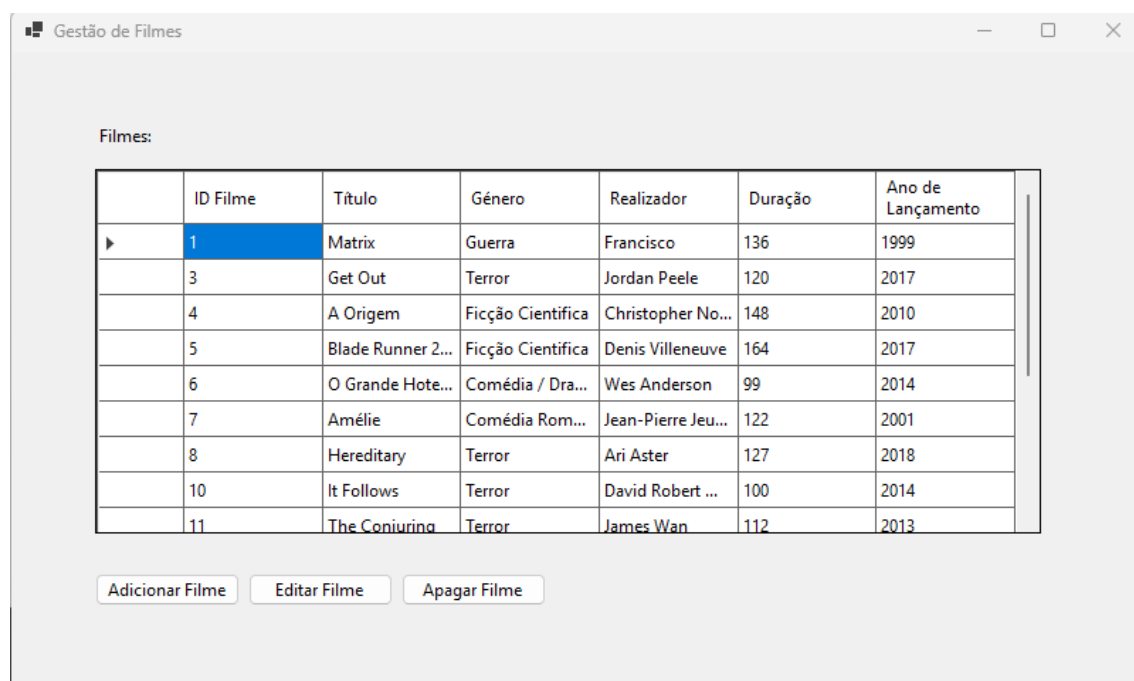 Gestão de Filmes
Filmes:
ID Filme Título Género Realizador Duração Ano de Lançamento
1 Matrix Guerra Francisco 136 1999
3 Get Out Terror Jordan Peele 120 2017
4 A Origem Ficção Cientifica Christopher No... 148 2010
5 Blade Runner 2... Ficção Cientifica Denis Villeneuve 164 2017
6 O Grande Hote... Comédia / Dra... Wes Anderson 99 2014
7 Amélie Comédia Rom... Jean-Pierre Jeu... 122 2001
8 Hereditary Terror Ari Aster 127 2018
10 It Follows Terror David Robert ... 100 2014
11 The Conjuring Terror James Wan 112 2013
Adicionar Filme Editar Filme Apagar Filme